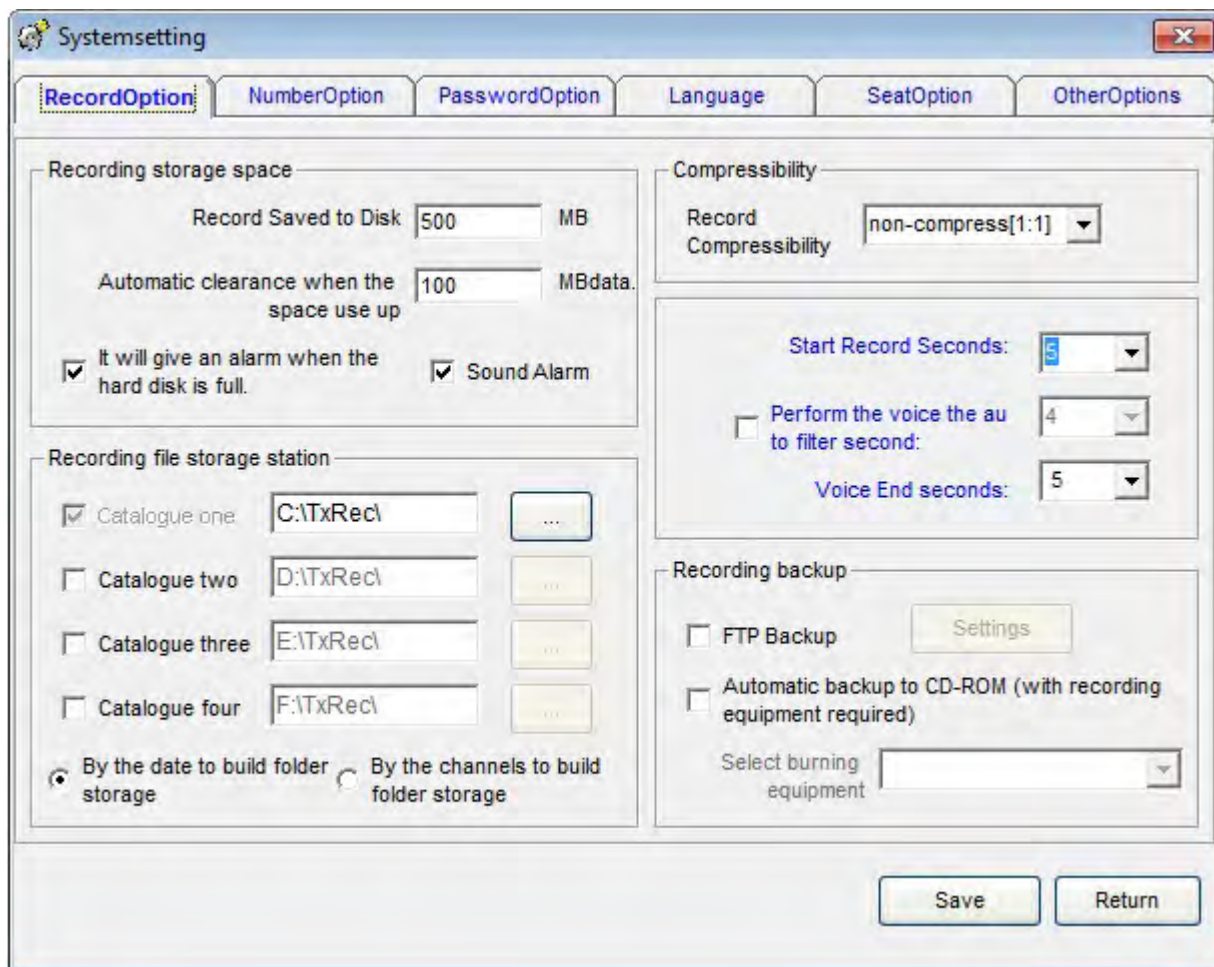 Systemsetting
RecordOption NumberOption PasswordOption Language SeatOption OtherOptions
Recording storage space
Record Saved to Disk 500 MB
Automatic clearance when the
space use up 100 MBdata.
It will give an alarm when the
hard disk is full.
Sound Alarm
Recording file storage station
Catalogue one C:\TxRec\ ...
Catalogue two D:\TxRec\ ...
Catalogue three E:\TxRec\ ...
Catalogue four F:\TxRec\ ...
By the date to build folder
storage
By the channels to build
folder storage
Compressibility
Record
Compressibility
non-compress[1:1]
Start Record Seconds: 5
Perform the voice the au
to filter second:
4
Voice End seconds: 5
Recording backup
FTP Backup Settings
Automatic backup to CD-ROM (with recording
equipment required)
Select burning
equipment
Save Return